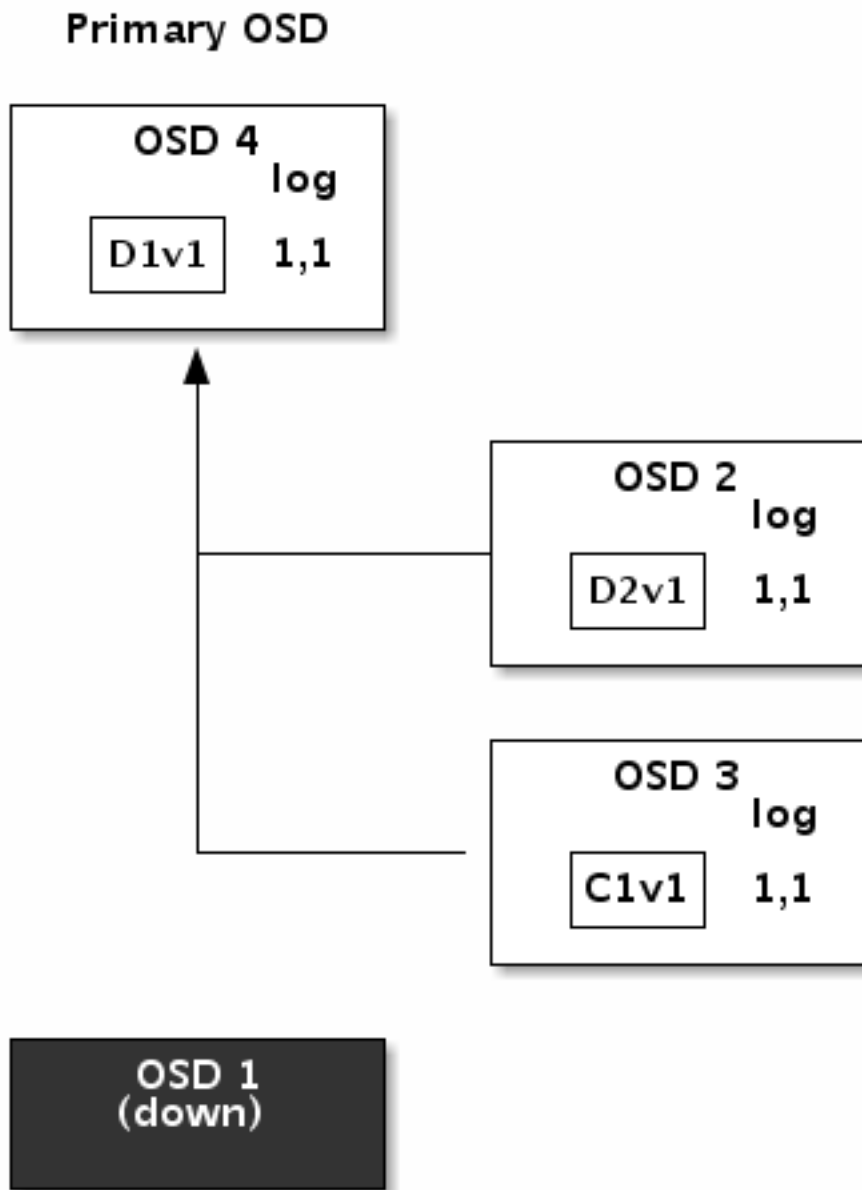 Primary OSD
OSD 4
log
D1v1 1,1
OSD 2
log
D2v1 1,1
OSD 3
log
C1v1 1,1
OSD 1
(down)